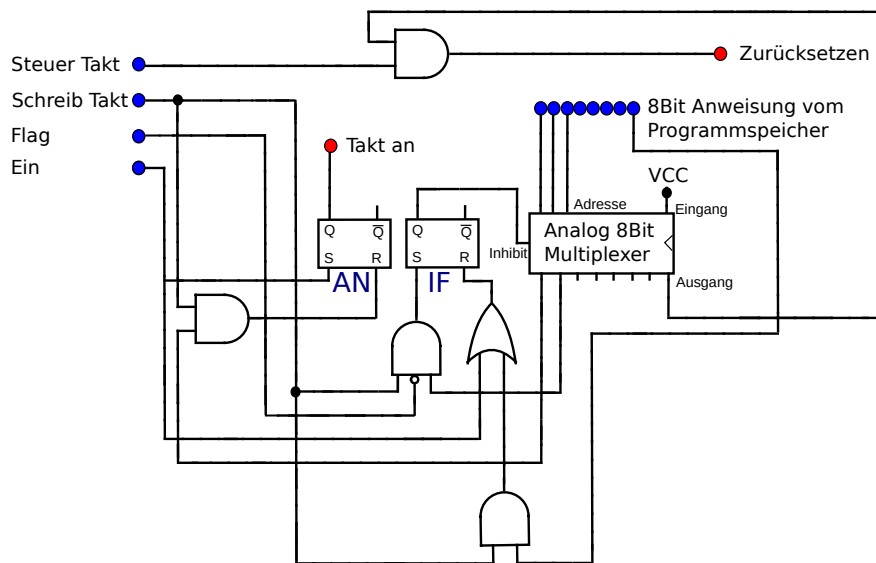 Steuer Takt
Zurücksetzen
Schreib Takt
8Bit Anweisung vom
Programmspeicher
Flag
Takt an
Ein
VCC
Adresse
Eingang
Q
Q
Q
Q
Analog 8Bit
Multiplexer
Inhibit
S
R
S
R
AN
IF
Ausgang